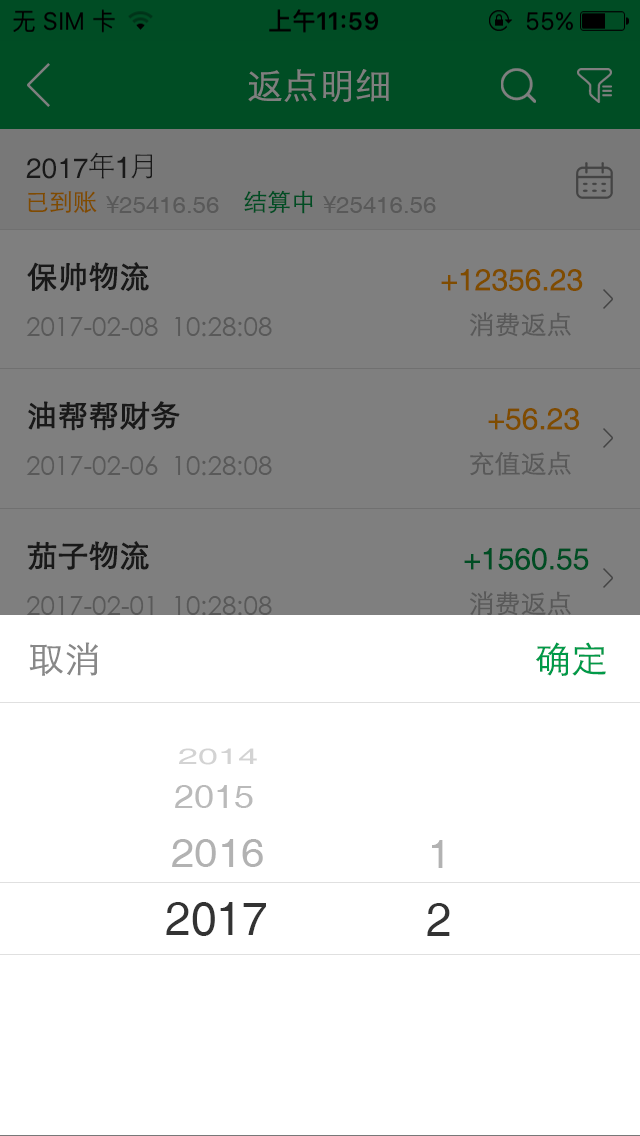 无 SIM 卡 上午11:59 55%
返点明细
2017年1月
已到账 ¥25416.56 结算中 ¥25416.56
保帅物流 +12356.23
2017-02-08 10:28:08 消费返点
油帮帮财务 +56.23
2017-02-06 10:28:08 充值返点
茄子物流 +1560.55
2017-02-01 10:28:08 消费返点
取消 确定
2014
2015
2016 1
2017 2